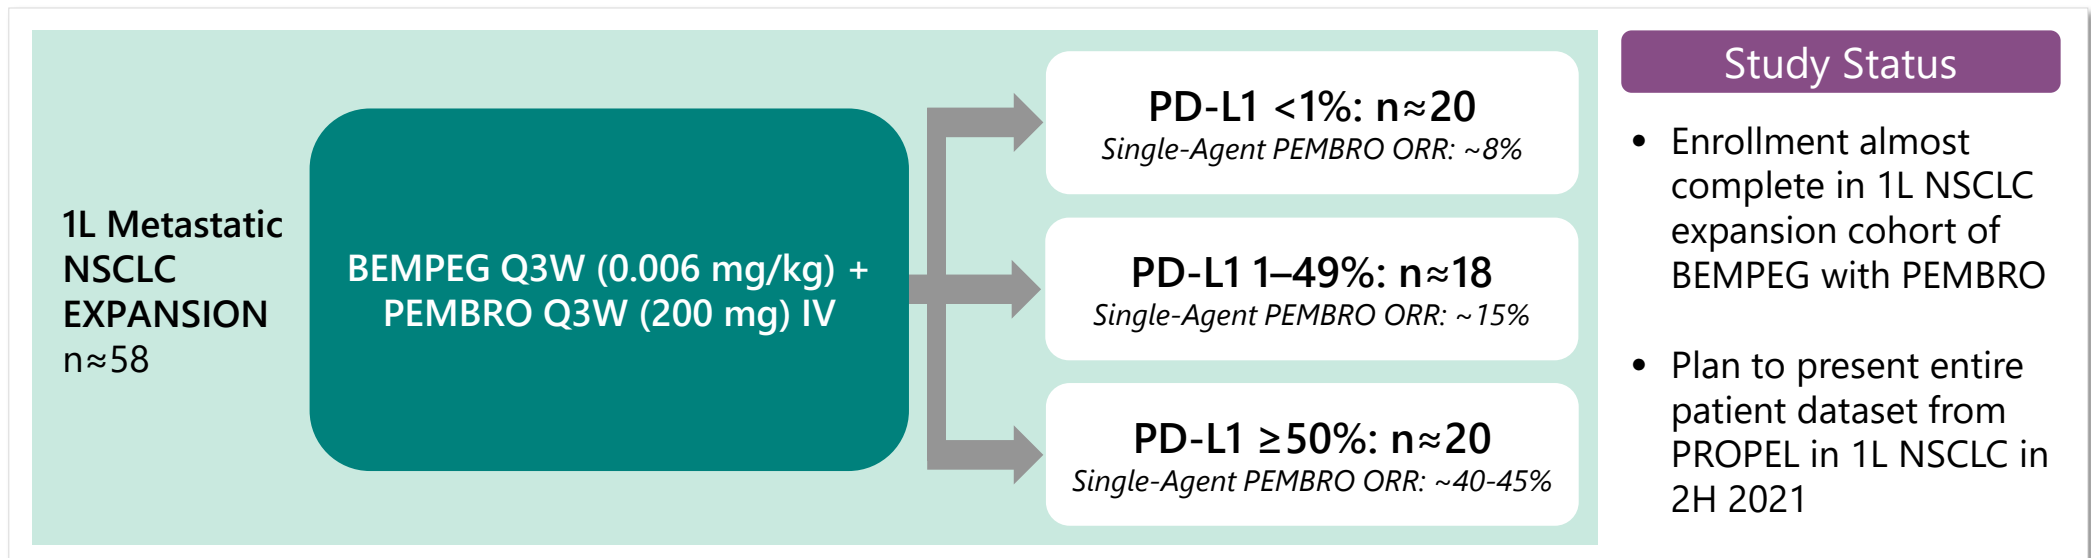 1L Metastatic
NSCLC
EXPANSION
n≈58
BEMPEG Q3W (0.006 mg/kg) +
PEMBRO Q3W (200 mg) IV
PD-L1 <1%: n≈20
Single-Agent PEMBRO ORR: ~8%
PD-L1 1–49%: n≈18
Single-Agent PEMBRO ORR: ~15%
PD-L1 ≥50%: n≈20
Single-Agent PEMBRO ORR: ~40-45%
Study Status
• Enrollment almost
complete in 1L NSCLC
expansion cohort of
BEMPEG with PEMBRO
• Plan to present entire
patient dataset from
PROPEL in 1L NSCLC in
2H 2021